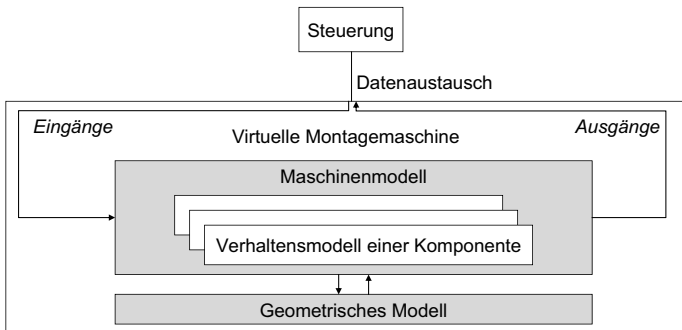 Steuerung
Datenaustausch
Eingänge
Ausgänge
Virtuelle Montagemaschine
Maschinenmodell
Verhaltensmodell einer Komponente
Geometrisches Modell